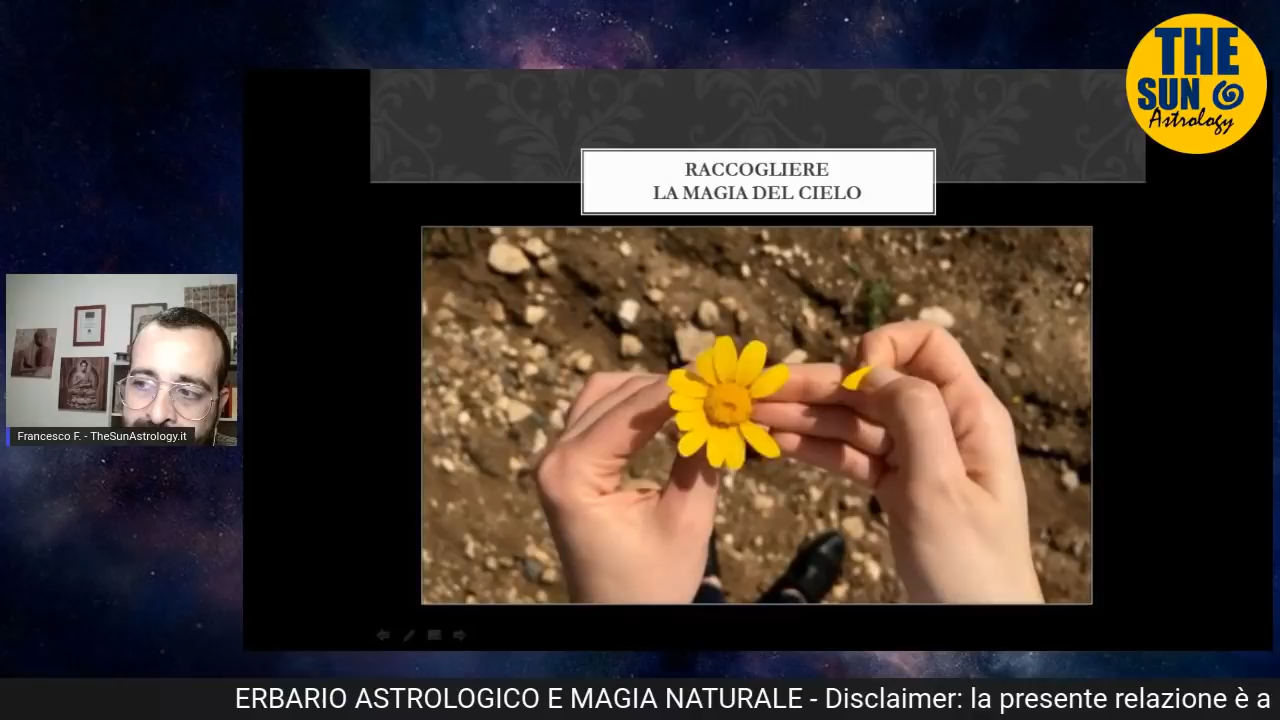 THE
SUN
Astrology
RACCOGLIERE
LA MAGIA DEL CIELO
Francesco F. - TheSunAstrology.it
ERBARIO ASTROLOGICO E MAGIA NATURALE - Disclaimer: la presente relazione è a